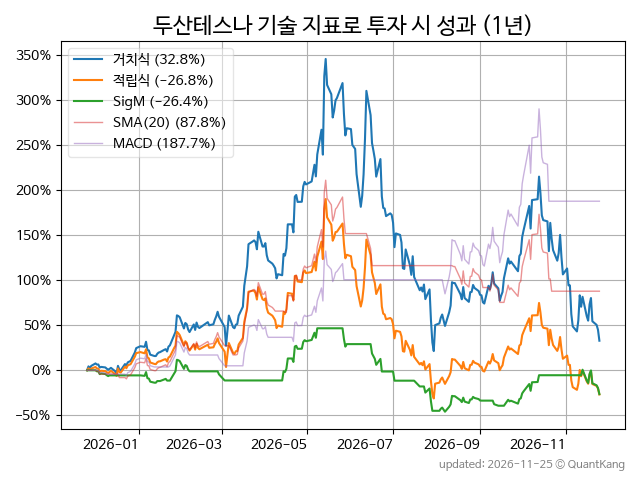 두산테스나 기술 지표로 투자 시 성과 (1년)
350%
300%
250%
200%
150%
100%
50%
0%
−50%
거치식 (32.8%)
적립식 (−26.8%)
SigM (−26.4%)
SMA(20) (87.8%)
MACD (187.7%)
2026-01
2026-03
2026-05
2026-07
2026-09
2026-11
updated: 2026-11-25 © QuantKang